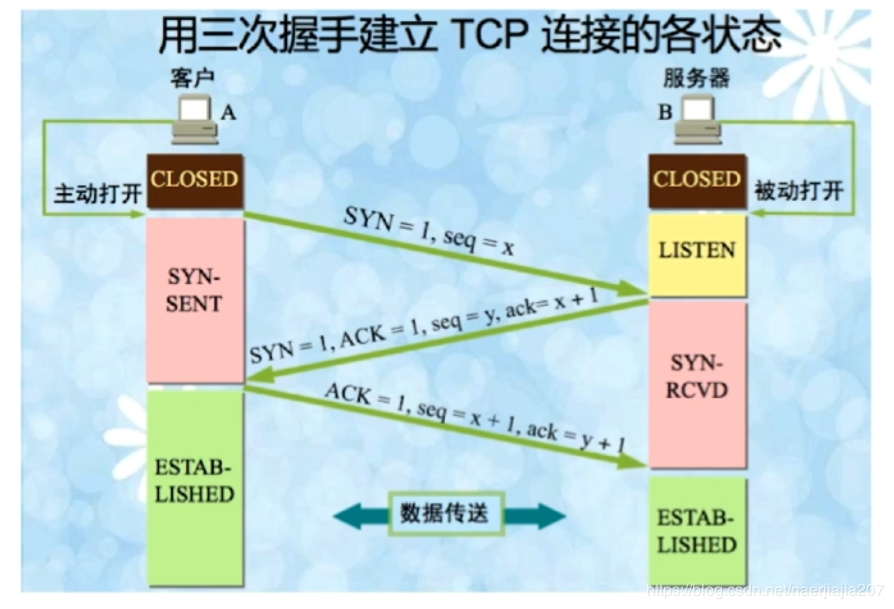 用三次握手建立 TCP 连接的各状态
客户
服务器
A
B
CLOSED
CLOSED
主动打开
被动打开
SYN = 1, seq = x
LISTEN
SYN-
SENT
SYN = 1, ACK = 1, seq = y, ack= x + 1
SYN-
RCVD
ACK = 1, seq = x + 1, ack = y + 1
ESTAB-
LISHED
数据传送
ESTAB-
LISHED
https://blog.csdn.net/naerjiajia207